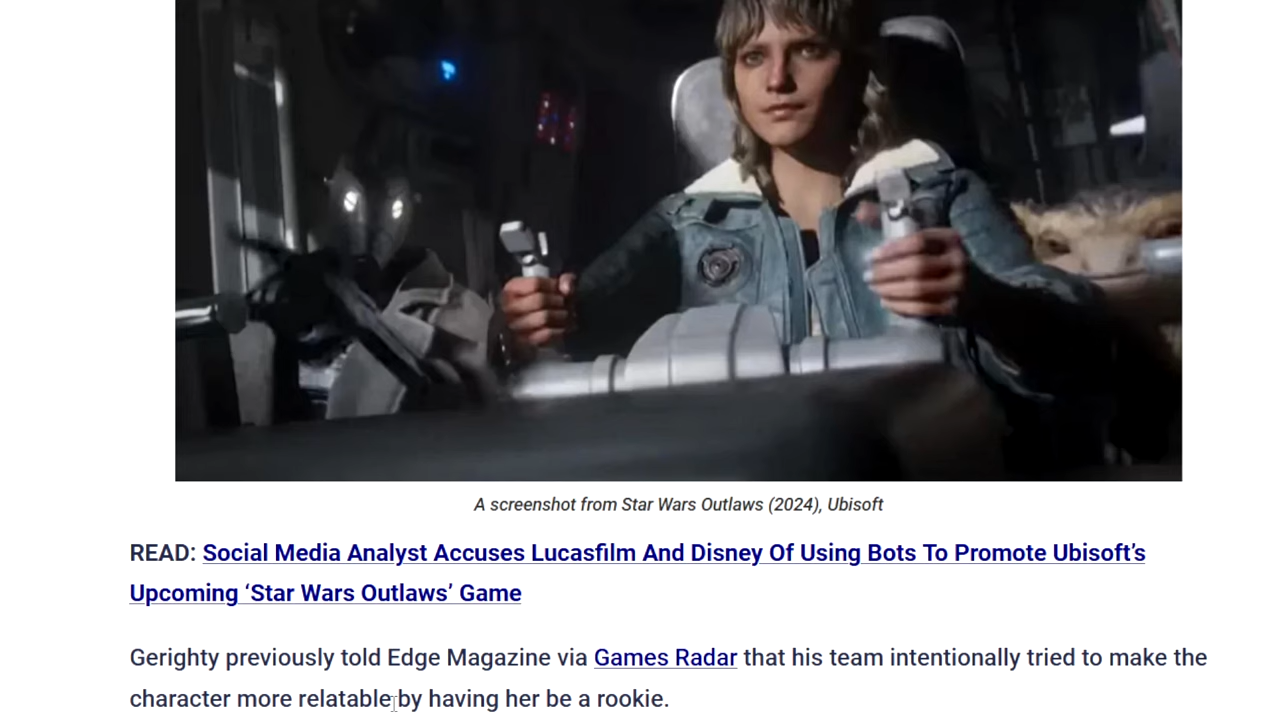 A screenshot from Star Wars Outlaws (2024), Ubisoft
READ: Social Media Analyst Accuses Lucasfilm And Disney Of Using Bots To Promote Ubisoft’s
Upcoming ‘Star Wars Outlaws’ Game
Gerighty previously told Edge Magazine via Games Radar that his team intentionally tried to make the
character more relatable by having her be a rookie.